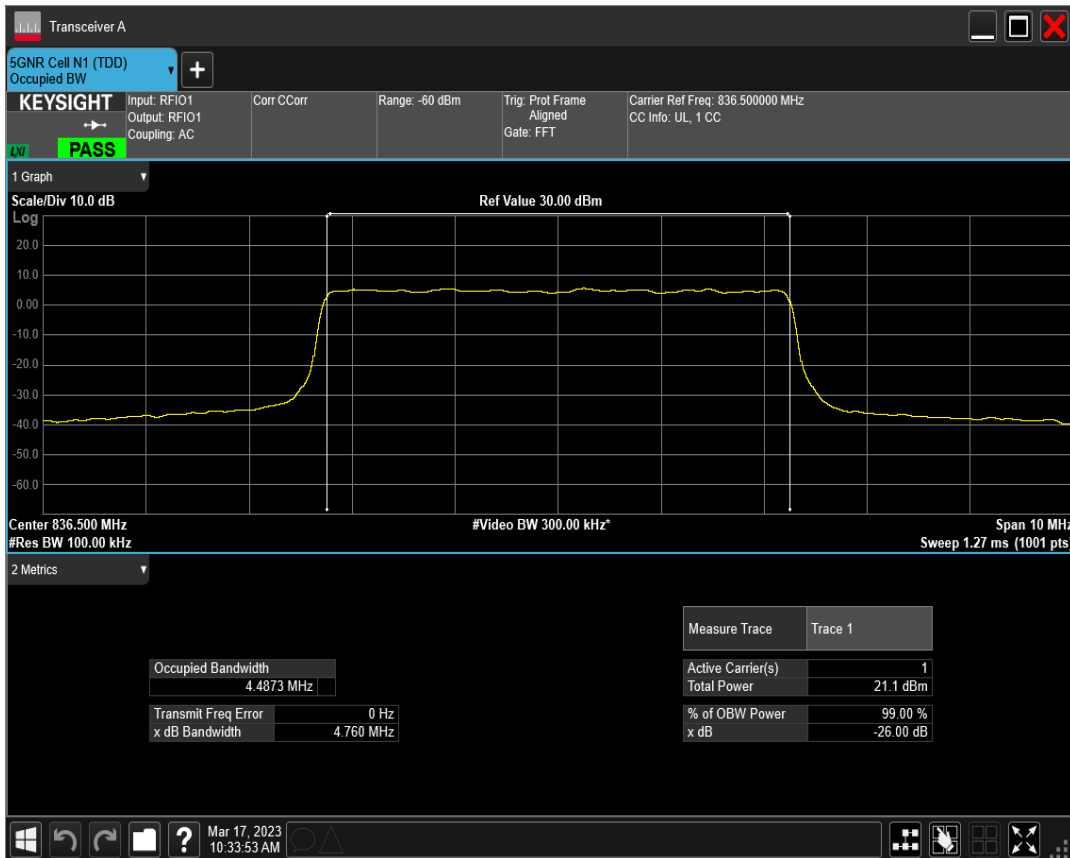 Transceiver A
5GNR Cell N1 (TDD)
Occupied BW
+
KEYSIGHT
LXI
PASS
Input: RFIO1
Output: RFIO1
Coupling: AC
Corr CCorr
Range: -60 dBm
Trig: Prot Frame
Aligned
Gate: FFT
Carrier Ref Freq: 836.500000 MHz
CC Info: UL, 1 CC
1 Graph
Scale/Div 10.0 dB
Ref Value 30.00 dBm
Log
20.0
10.0
0.00
-10.0
-20.0
-30.0
-40.0
-50.0
-60.0
Center 836.500 MHz
#Video BW 300.00 kHz*
Span 10 MHz
#Res BW 100.00 kHz
Sweep 1.27 ms (1001 pts)
2 Metrics
Measure Trace Trace 1
Occupied Bandwidth
4.4873 MHz
Active Carrier(s) 1
Total Power 21.1 dBm
Transmit Freq Error 0 Hz
x dB Bandwidth 4.760 MHz
% of OBW Power 99.00 %
x dB -26.00 dB
?
Mar 17, 2023
10:33:53 AM